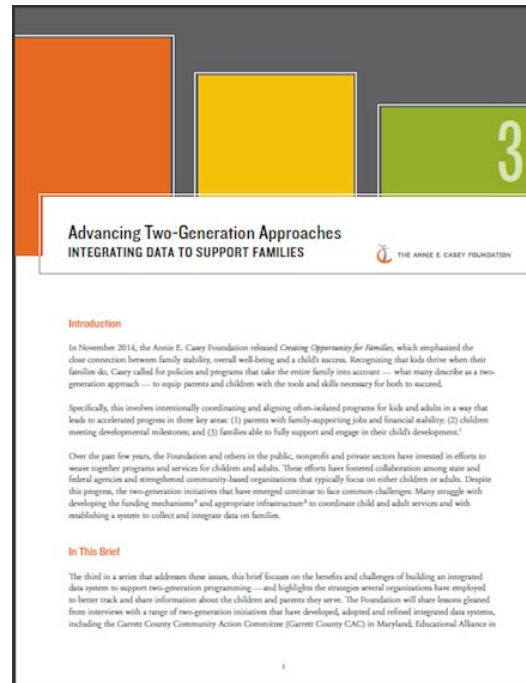 3
Advancing Two-Generation Approaches
INTEGRATING DATA TO SUPPORT FAMILIES
THE ANNIE E. CASEY FOUNDATION
Introduction
In November 2014, the Annie E. Casey Foundation released Creating Opportunity for Families, which emphasized the
close connection between family stability, overall well-being and a child's success. Recognizing that kids thrive when their
families do, Casey called for policies and programs that take the entire family into account — what many describe as a two-
generation approach — to equip parents and children with the tools and skills necessary for both to succeed.
Specifically, this involves intentionally coordinating and aligning often-isolated programs for kids and adults in a way that
leads to accelerated progress in three key areas: (1) parents with family-supporting jobs and financial stability; (2) children
meeting developmental milestones; and (3) families able to fully support and engage in their child's development.¹
Over the past few years, the Foundation and others in the public, nonprofit and private sectors have invested in efforts to
weave together programs and services for children and adults. These efforts have fostered collaboration among state and
federal agencies and strengthened community-based organizations that typically focus on either children or adults. Despite
this progress, the two-generation initiatives that have emerged continue to face common challenges: Many struggle with
developing the funding mechanisms² and appropriate infrastructure³ to coordinate child and adult services and with
establishing a system to collect and integrate data on families.
In This Brief
The third in a series that addresses these issues, this brief focuses on the benefits and challenges of building an integrated
data system to support two-generation programming — and highlights the strategies several organizations have employed
to better track and share information about the children and parents they serve. The Foundation will share lessons gleaned
from interviews with a range of two-generation initiatives that have developed, adopted and refined integrated data systems,
including the Garrett County Community Action Committee (Garrett County CAC) in Maryland; Educational Alliance in
1